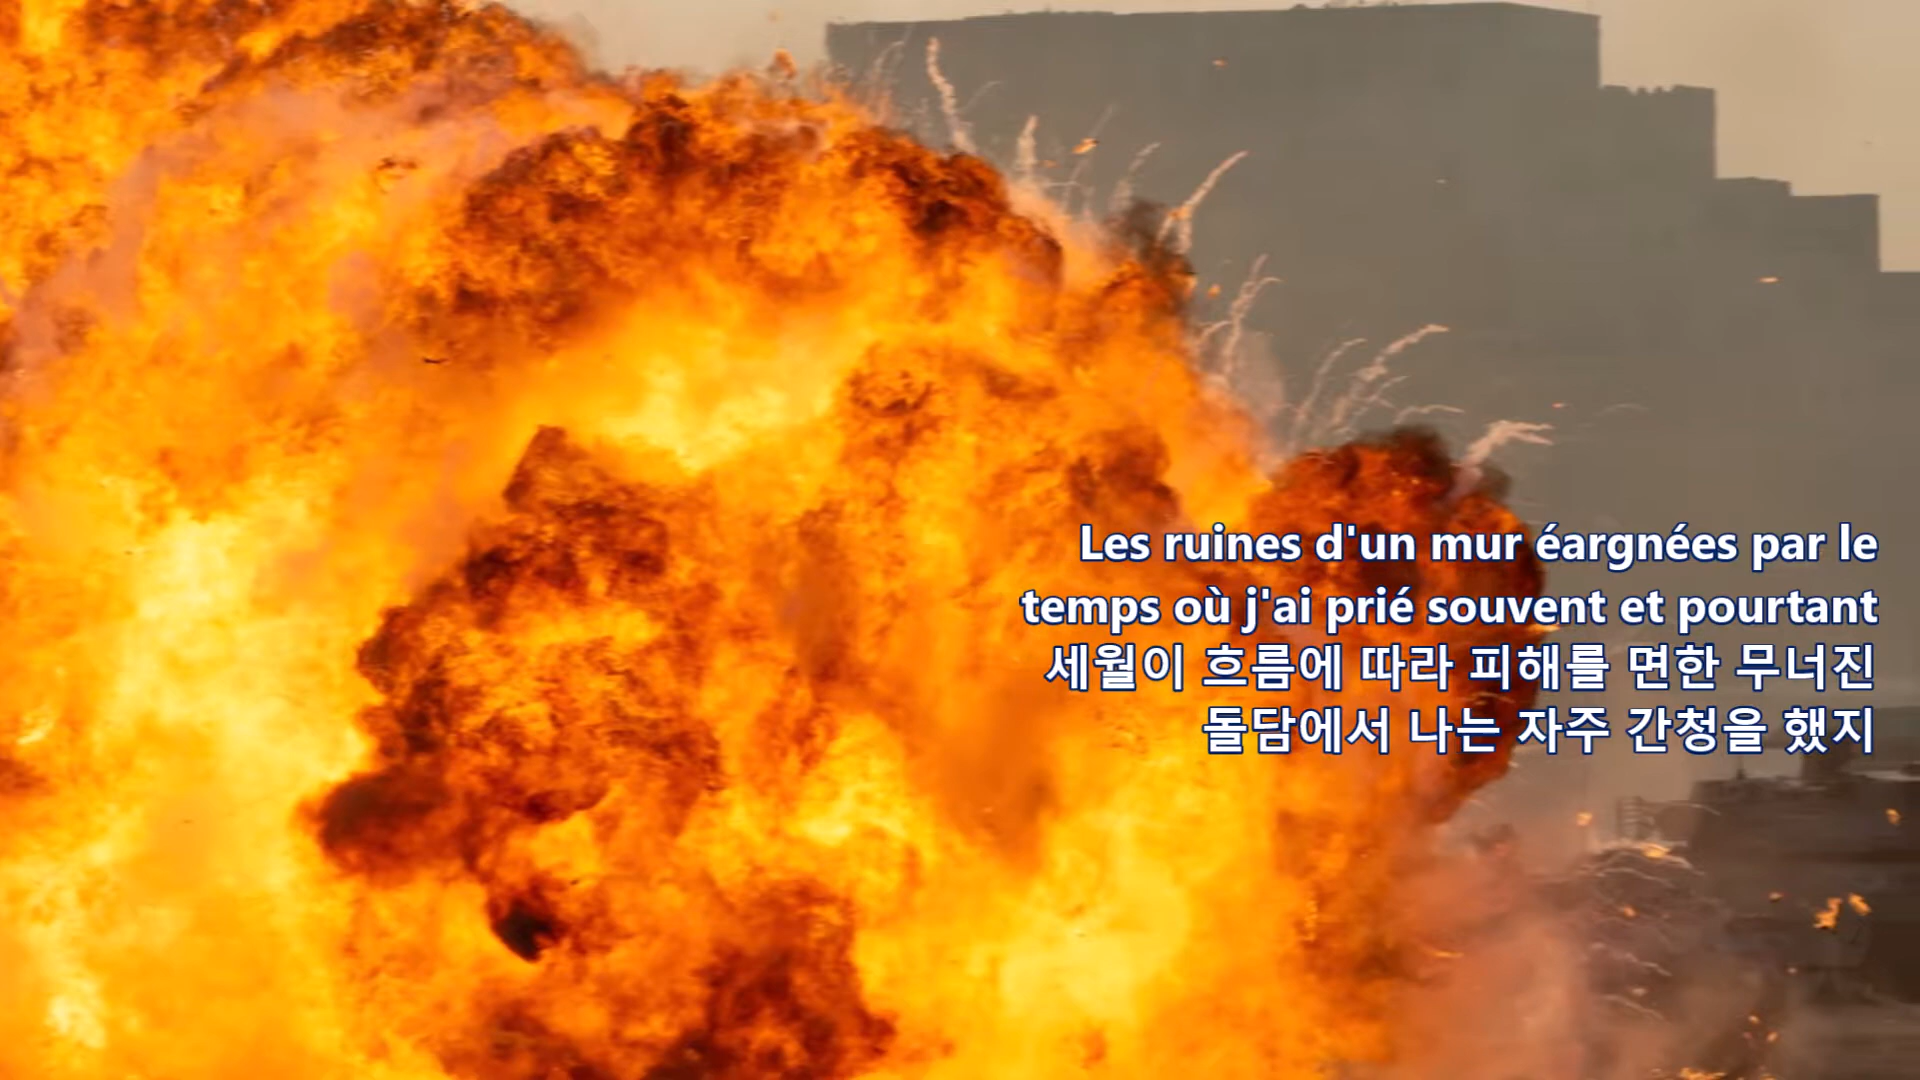 Les ruines d'un mur éargnées par le
temps où j'ai prié souvent et pourtant
세월이 흐름에 따라 피해를 면한 무너진
돌담에서 나는 자주 간청을 했지